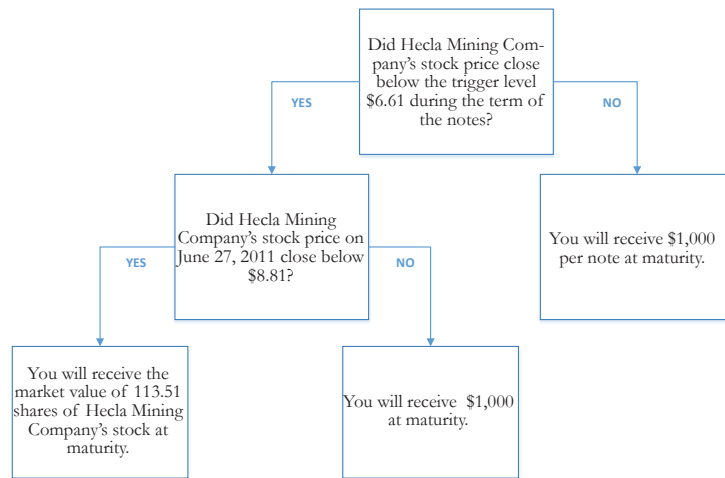 Did Hecla Mining Com-
pany's stock price close
below the trigger level
$6.61 during the term of
the notes?
YES
NO
Did Hecla Mining
Company's stock price on
June 27, 2011 close below
$8.81?
You will receive $1,000
per note at maturity.
YES
NO
You will receive the
market value of 113.51
shares of Hecla Mining
Company's stock at
maturity.
You will receive $1,000
at maturity.